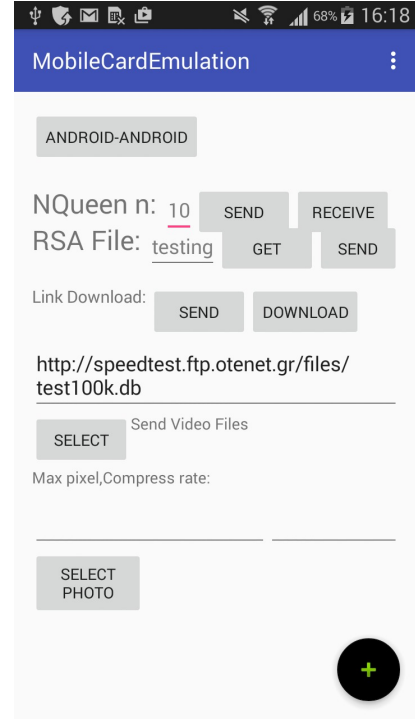 68% 16:18
MobileCardEmulation
ANDROID-ANDROID
NQueen n: 10 SEND RECEIVE
RSA File: testing GET SEND
Link Download: SEND DOWNLOAD
http://speedtest.ftp.otenet.gr/files/
test100k.db
SELECT Send Video Files
Max pixel,Compress rate:
SELECT
PHOTO
+